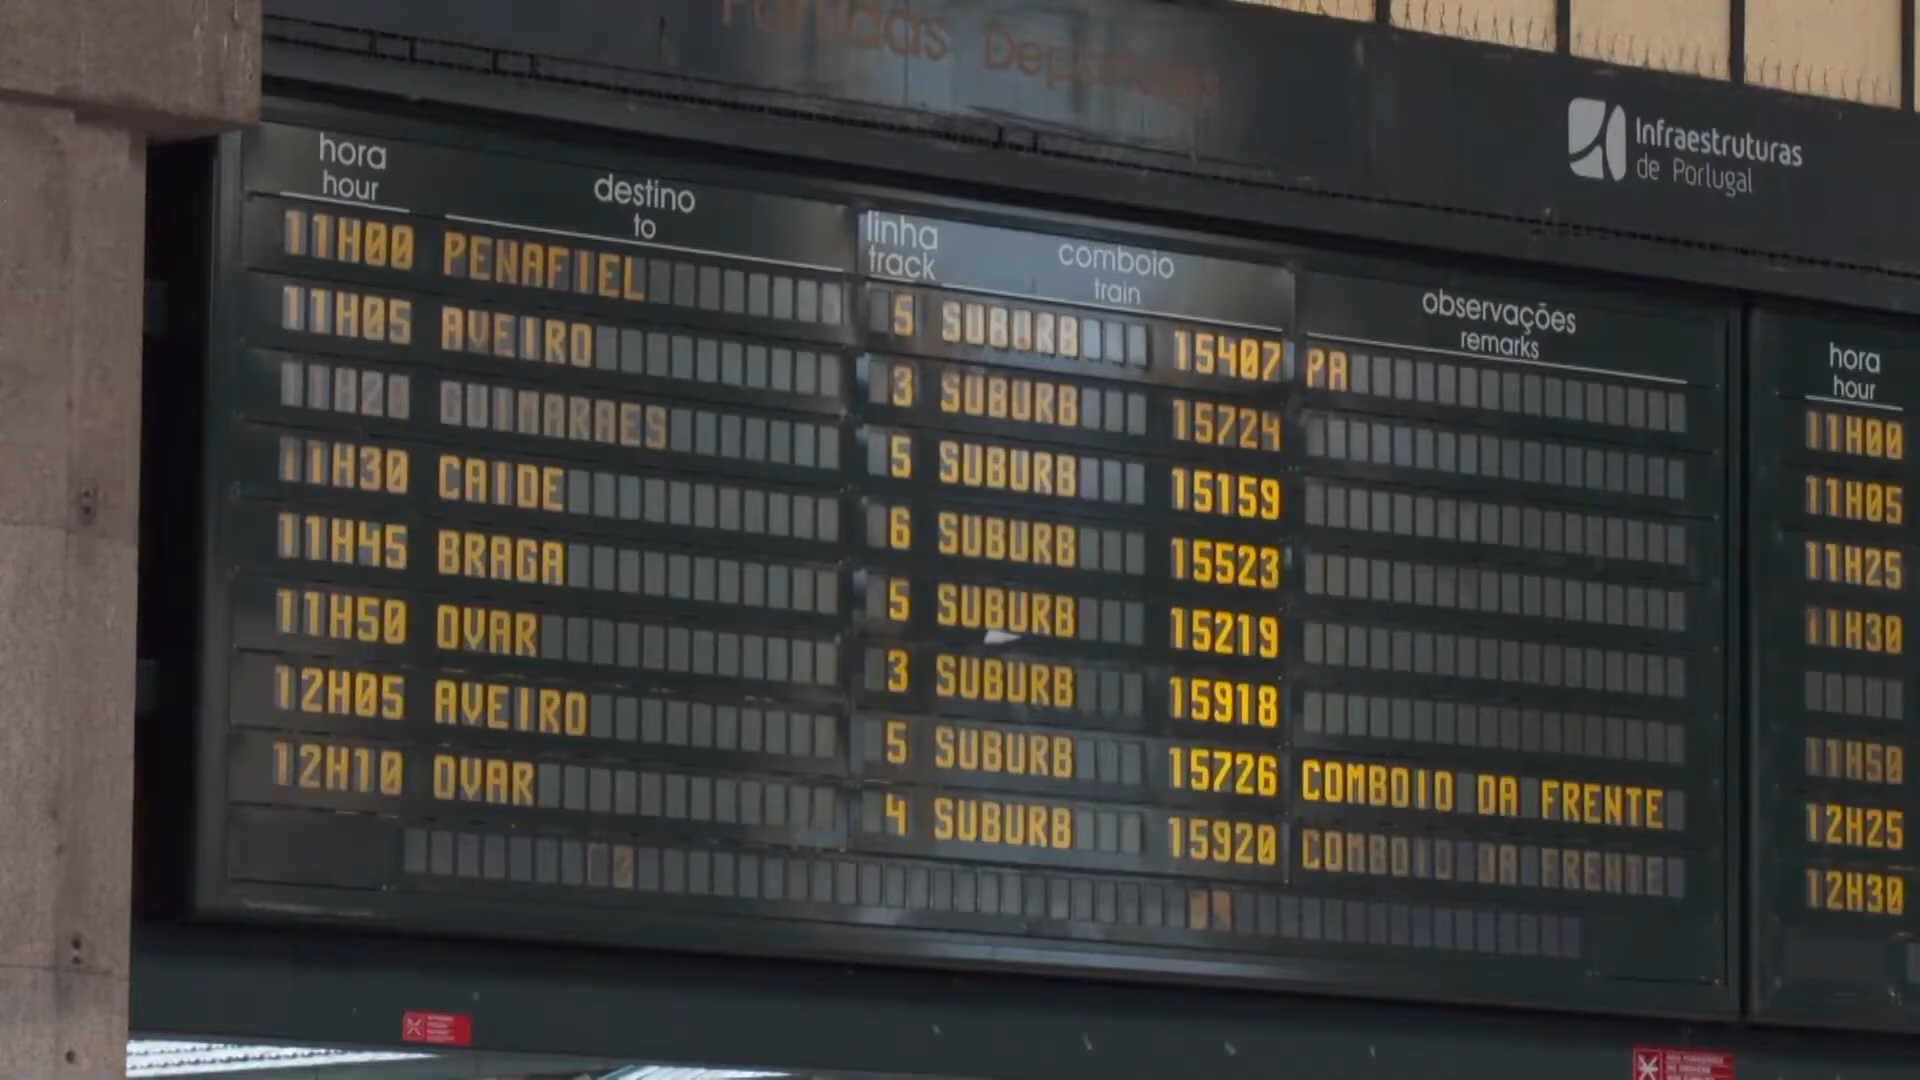 Partidas Departures
Infraestruturas
de Portugal
hora
hour
destino
to
linha
track
comboio
train
observações
remarks
11H00 PENAFIEL 5 SUBURB 15407 PA
11H05 AVEIRO 3 SUBURB 15724
11H20 GUIMARAES 5 SUBURB 15159
11H30 CAIDE 6 SUBURB 15523
11H45 BRAGA 5 SUBURB 15219
11H50 OVAR 3 SUBURB 15918
12H05 AVEIRO 5 SUBURB 15726 COMBOIO DA FRENTE
12H10 OVAR 4 SUBURB 15920 COMBOIO DA FRENTE
hora
hour
11H00
11H05
11H25
11H30
11H50
12H25
12H30